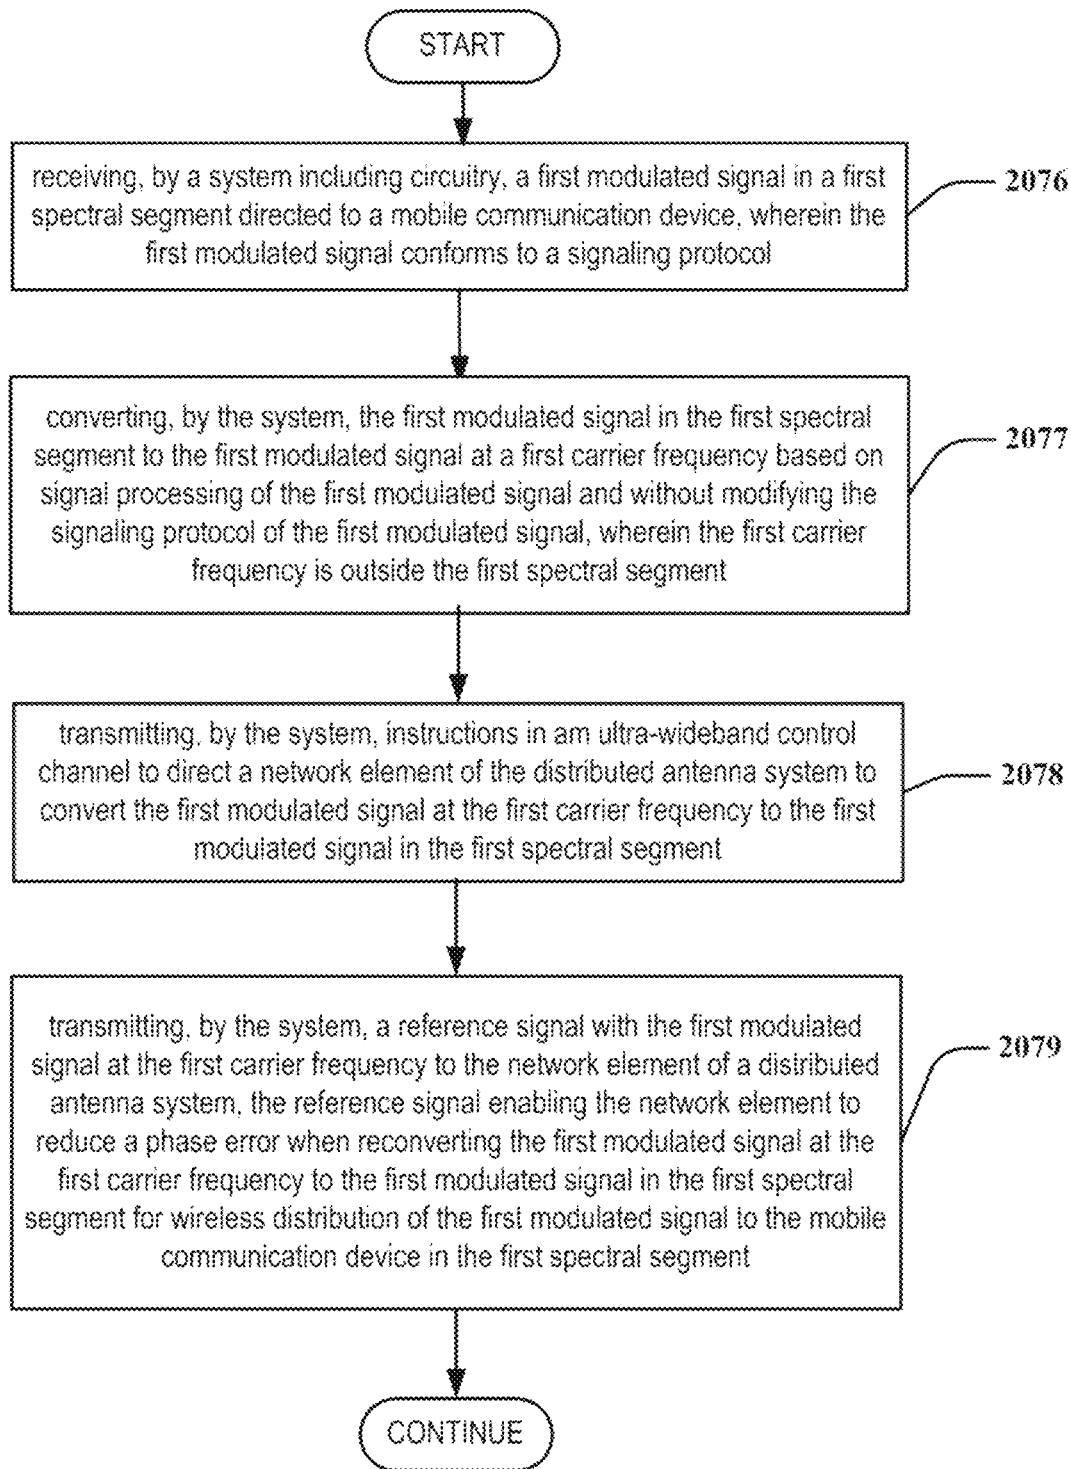 START
receiving, by a system including circuitry, a first modulated signal in a first
spectral segment directed to a mobile communication device, wherein the
first modulated signal conforms to a signaling protocol
2076
converting, by the system, the first modulated signal in the first spectral
segment to the first modulated signal at a first carrier frequency based on
signal processing of the first modulated signal and without modifying the
signaling protocol of the first modulated signal, wherein the first carrier
frequency is outside the first spectral segment
2077
transmitting, by the system, instructions in am ultra-wideband control
channel to direct a network element of the distributed antenna system to
convert the first modulated signal at the first carrier frequency to the first
modulated signal in the first spectral segment
2078
transmitting, by the system, a reference signal with the first modulated
signal at the first carrier frequency to the network element of a distributed
antenna system, the reference signal enabling the network element to
reduce a phase error when reconverting the first modulated signal at the
first carrier frequency to the first modulated signal in the first spectral
segment for wireless distribution of the first modulated signal to the mobile
communication device in the first spectral segment
2079
CONTINUE